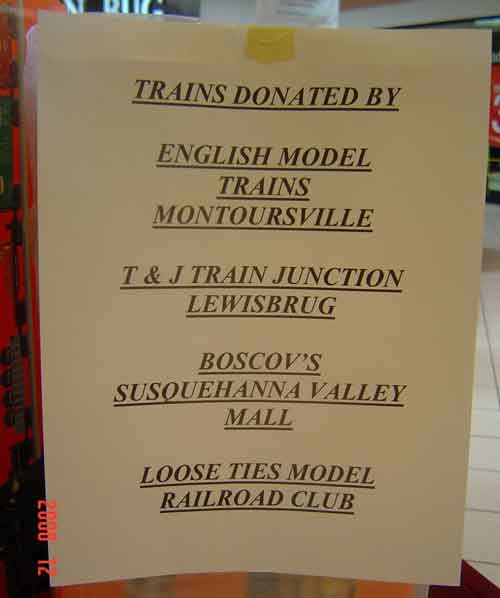 TRAINS DONATED BY
ENGLISH MODEL
TRAINS
MONTOURSVILLE
T & J TRAIN JUNCTION
LEWISBRUG
BOSCOV'S
SUSQUEHANNA VALLEY
MALL
LOOSE TIES MODEL
RAILROAD CLUB